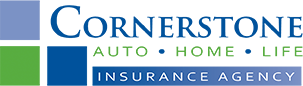 CORNERSTONE
AUTO • HOME • LIFE
INSURANCE AGENCY